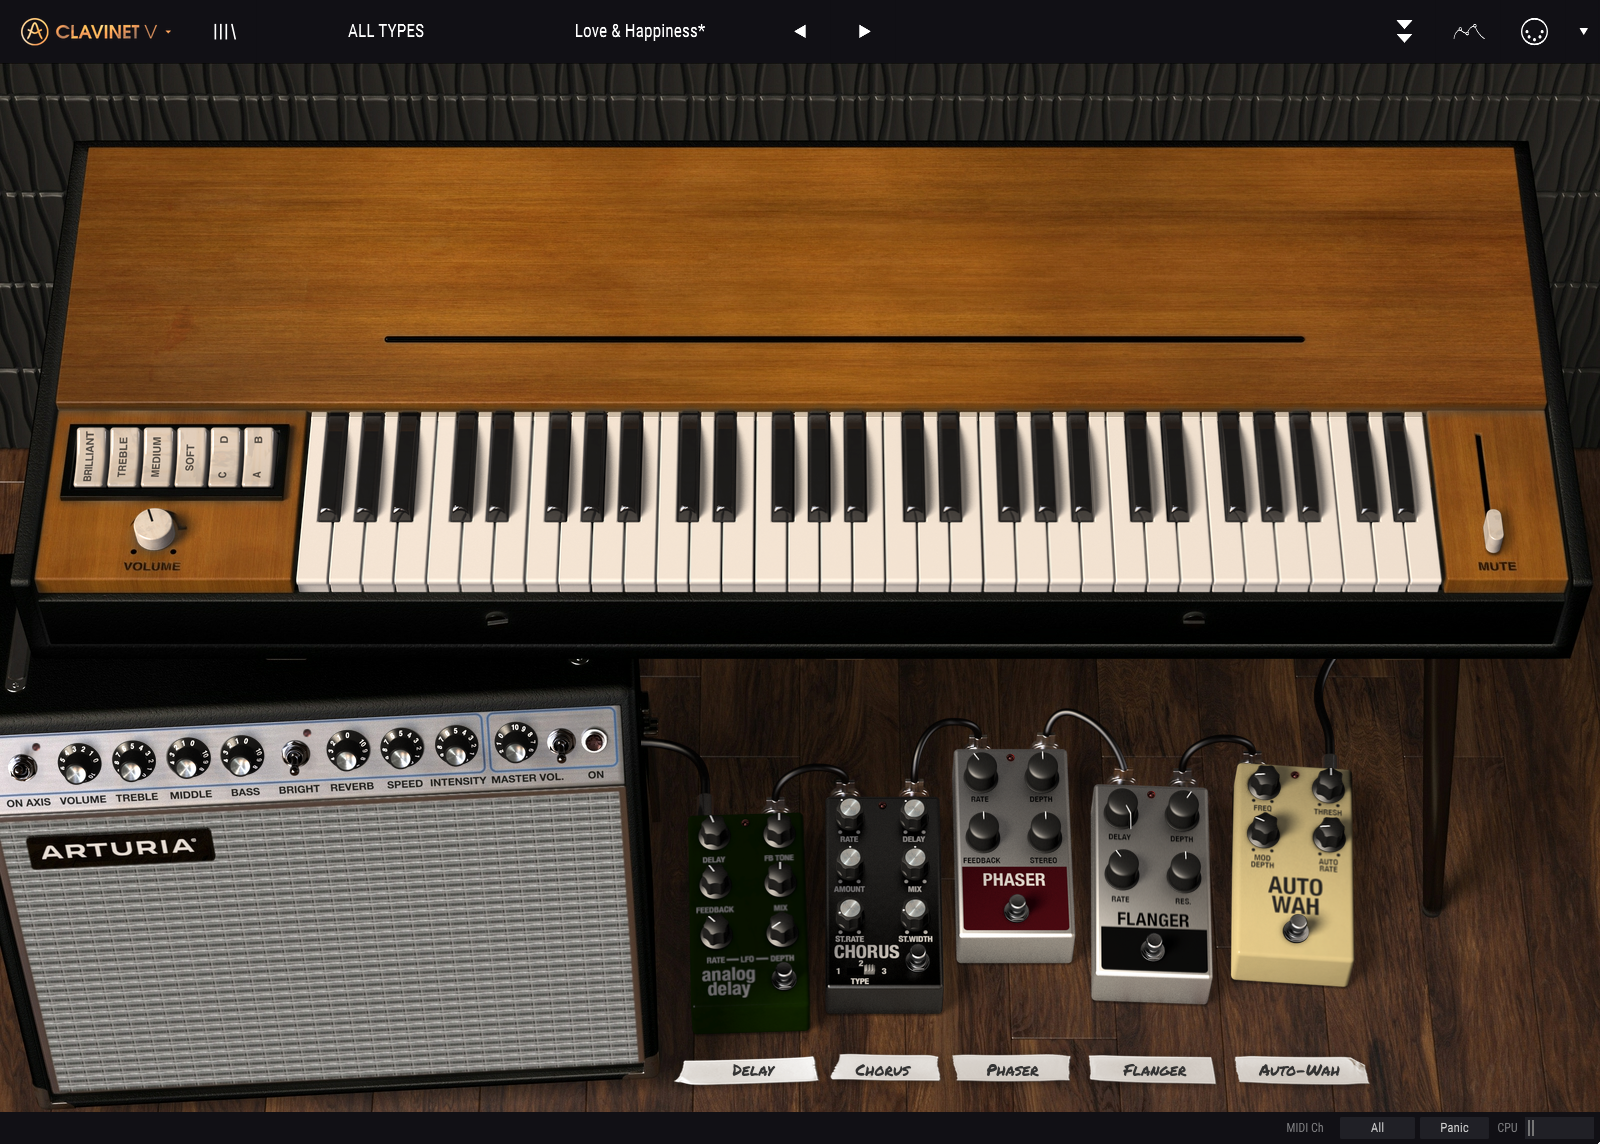 CLAVINET V
ALL TYPES
Love & Happiness*
BRILLIANT
TREBLE
MEDIUM
SOFT
C D
A B
VOLUME
MUTE
ON AXIS VOLUME TREBLE MIDDLE BASS BRIGHT REVERB SPEED INTENSITY MASTER VOL. ON
ARTURIA
DELAY FB TONE
FEEDBACK MIX
RATE — LFO — DEPTH
analog
delay
RATE DELAY
AMOUNT MIX
ST.RATE ST.WIDTH
CHORUS
1 2 3
TYPE
RATE DEPTH
FEEDBACK STEREO
PHASER
DELAY DEPTH
RATE RES.
FLANGER
FREQ THRESH
MOD DEPTH AUTO RATE
AUTO
WAH
DELAY
CHORUS
PHASER
FLANGER
AUTO-WAH
MIDI Ch All Panic CPU